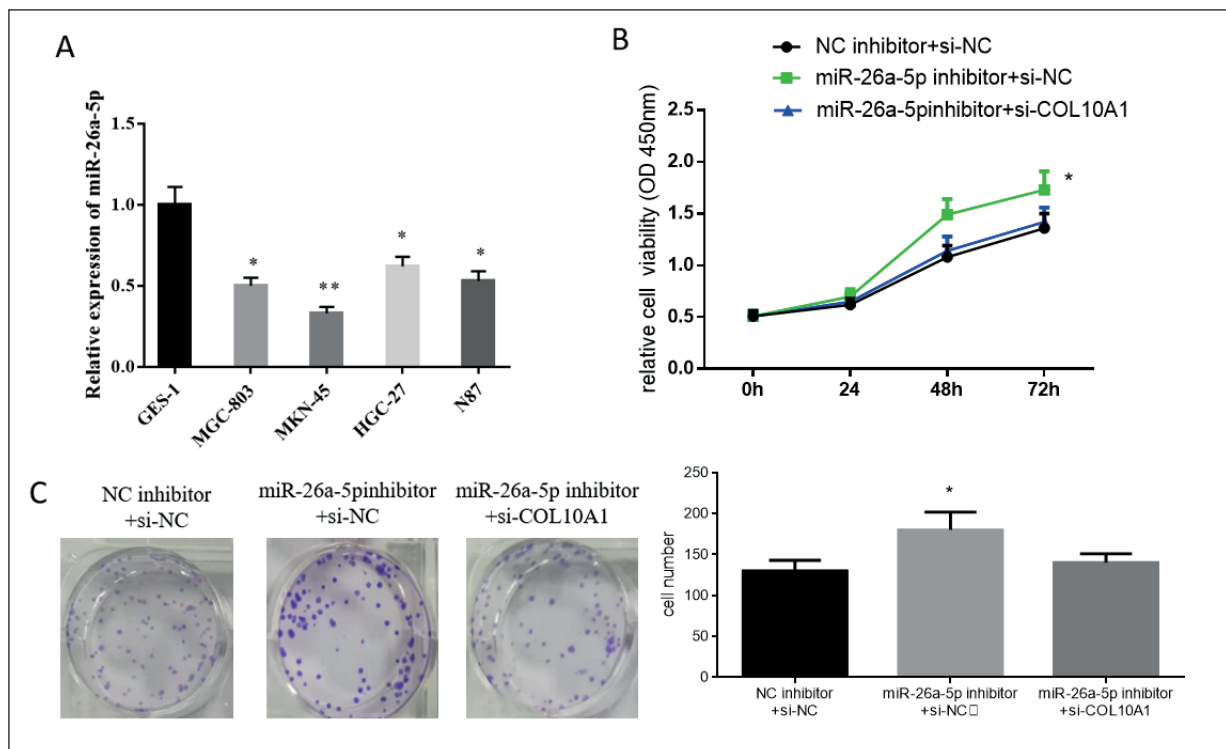 A
Relative expression of miR-26a-5p
1.5
1.0
0.5
0.0
*
**
*
*
GES-1
MGC-803
MKN-45
HGC-27
N87
B
NC inhibitor+si-NC
miR-26a-5p inhibitor+si-NC
miR-26a-5pinhibitor+si-COL10A1
relative cell viability (OD 450nm)
2.5
2.0
1.5
1.0
0.5
0.0
*
0h
24
48h
72h
C
NC inhibitor
+si-NC
miR-26a-5pinhibitor
+si-NC
miR-26a-5p inhibitor
+si-COL10A1
cell number
250
200
150
100
50
0
*
NC inhibitor
+si-NC
miR-26a-5p inhibitor
+si-NC□
miR-26a-5p inhibitor
+si-COL10A1